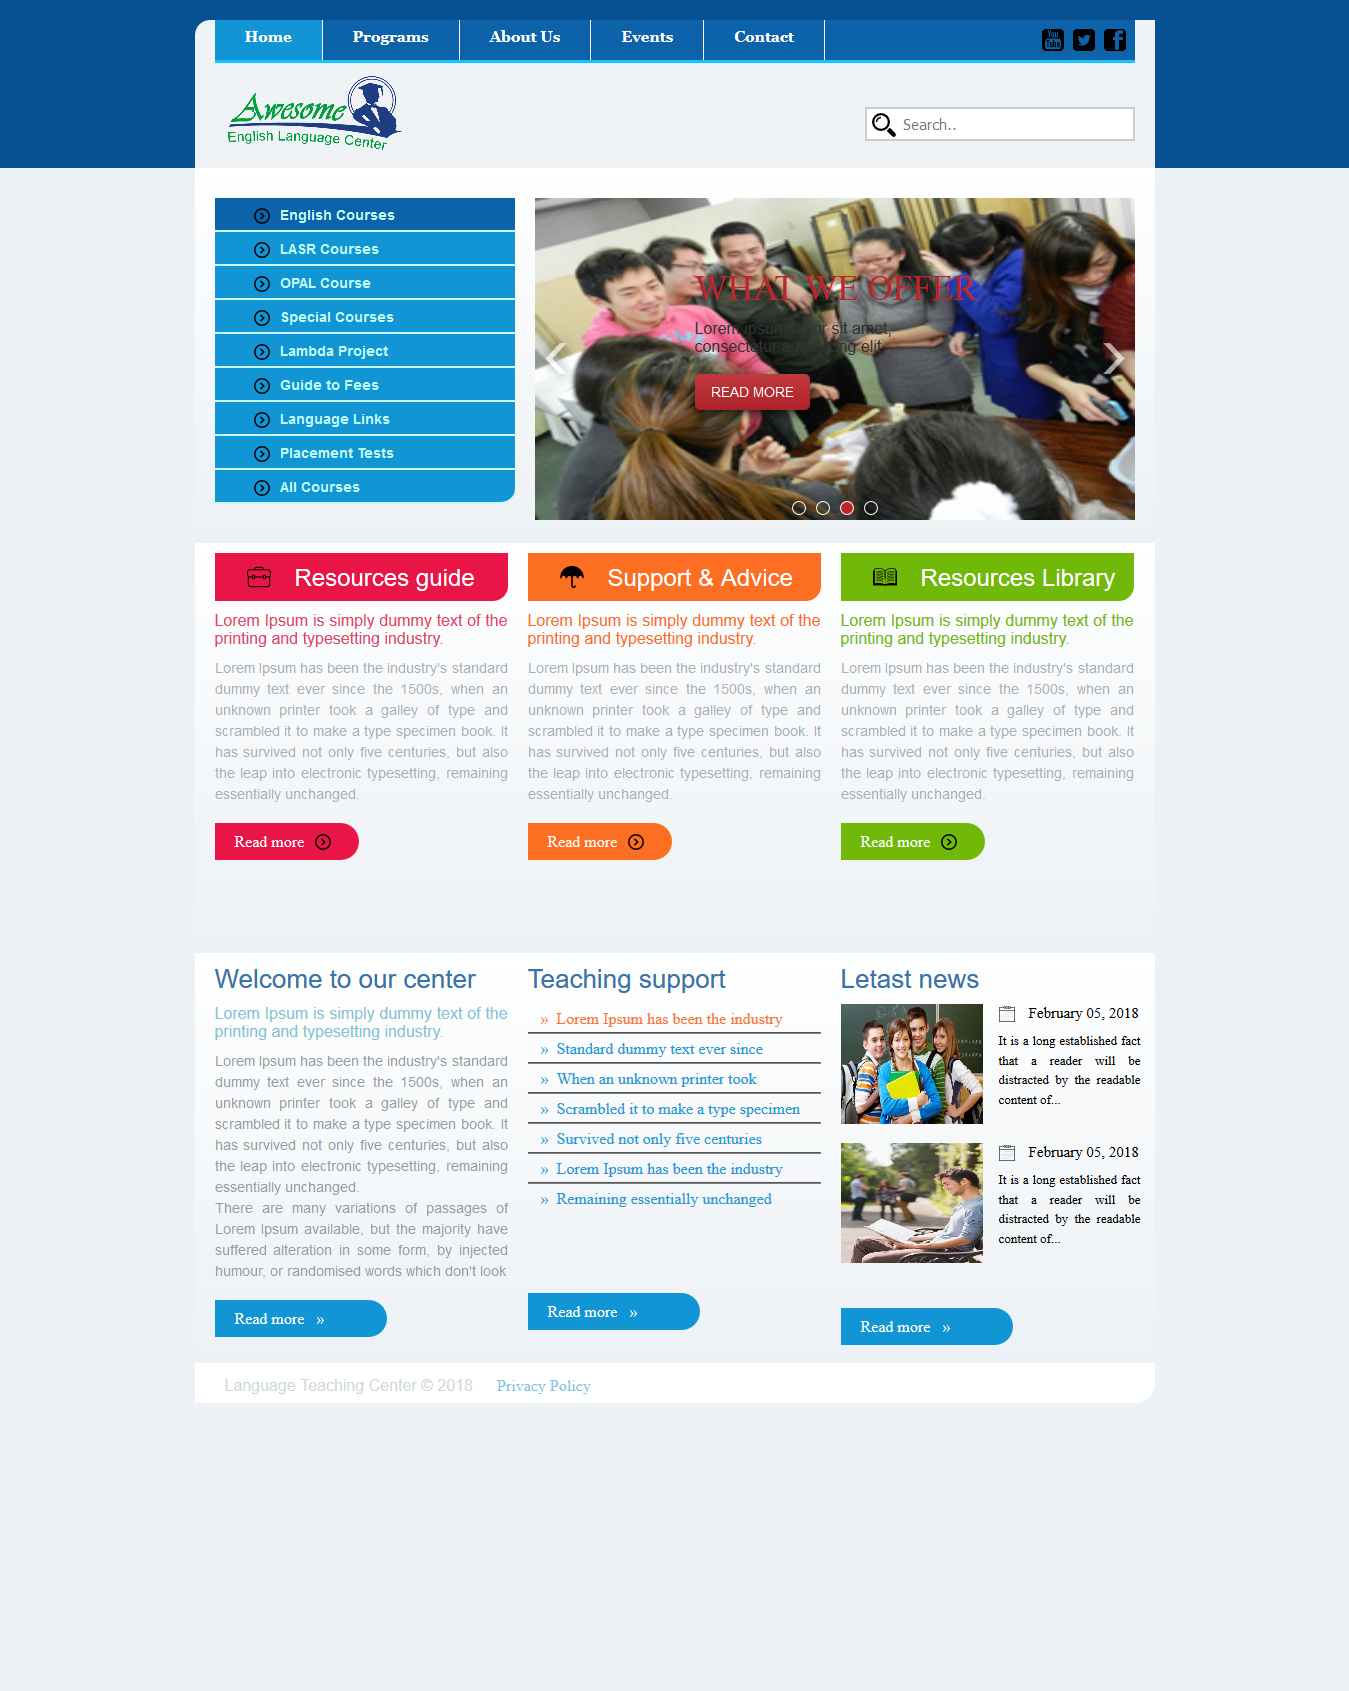 Home Programs About Us Events Contact
Awesome
English Language Center
Search..
English Courses
LASR Courses
OPAL Course
Special Courses
Lambda Project
Guide to Fees
Language Links
Placement Tests
All Courses
WHAT WE OFFER
Lorem ipsum dolor sit amet,
consectetur adipiscing elit
READ MORE
Resources guide
Lorem Ipsum is simply dummy text of the
printing and typesetting industry.
Lorem Ipsum has been the industry's standard
dummy text ever since the 1500s, when an
unknown printer took a galley of type and
scrambled it to make a type specimen book. It
has survived not only five centuries, but also
the leap into electronic typesetting, remaining
essentially unchanged.
Read more
Support & Advice
Lorem Ipsum is simply dummy text of the
printing and typesetting industry.
Lorem Ipsum has been the industry's standard
dummy text ever since the 1500s, when an
unknown printer took a galley of type and
scrambled it to make a type specimen book. It
has survived not only five centuries, but also
the leap into electronic typesetting, remaining
essentially unchanged.
Read more
Resources Library
Lorem Ipsum is simply dummy text of the
printing and typesetting industry.
Lorem Ipsum has been the industry's standard
dummy text ever since the 1500s, when an
unknown printer took a galley of type and
scrambled it to make a type specimen book. It
has survived not only five centuries, but also
the leap into electronic typesetting, remaining
essentially unchanged.
Read more
Welcome to our center
Lorem Ipsum is simply dummy text of the
printing and typesetting industry.
Lorem Ipsum has been the industry's standard
dummy text ever since the 1500s, when an
unknown printer took a galley of type and
scrambled it to make a type specimen book. It
has survived not only five centuries, but also
the leap into electronic typesetting, remaining
essentially unchanged.
There are many variations of passages of
Lorem Ipsum available, but the majority have
suffered alteration in some form, by injected
humour, or randomised words which don't look
Read more »
Teaching support
» Lorem Ipsum has been the industry
» Standard dummy text ever since
» When an unknown printer took
» Scrambled it to make a type specimen
» Survived not only five centuries
» Lorem Ipsum has been the industry
» Remaining essentially unchanged
Read more »
Letast news
February 05, 2018
It is a long established fact
that a reader will be
distracted by the readable
content of...
February 05, 2018
It is a long established fact
that a reader will be
distracted by the readable
content of...
Read more »
Language Teaching Center © 2018 Privacy Policy